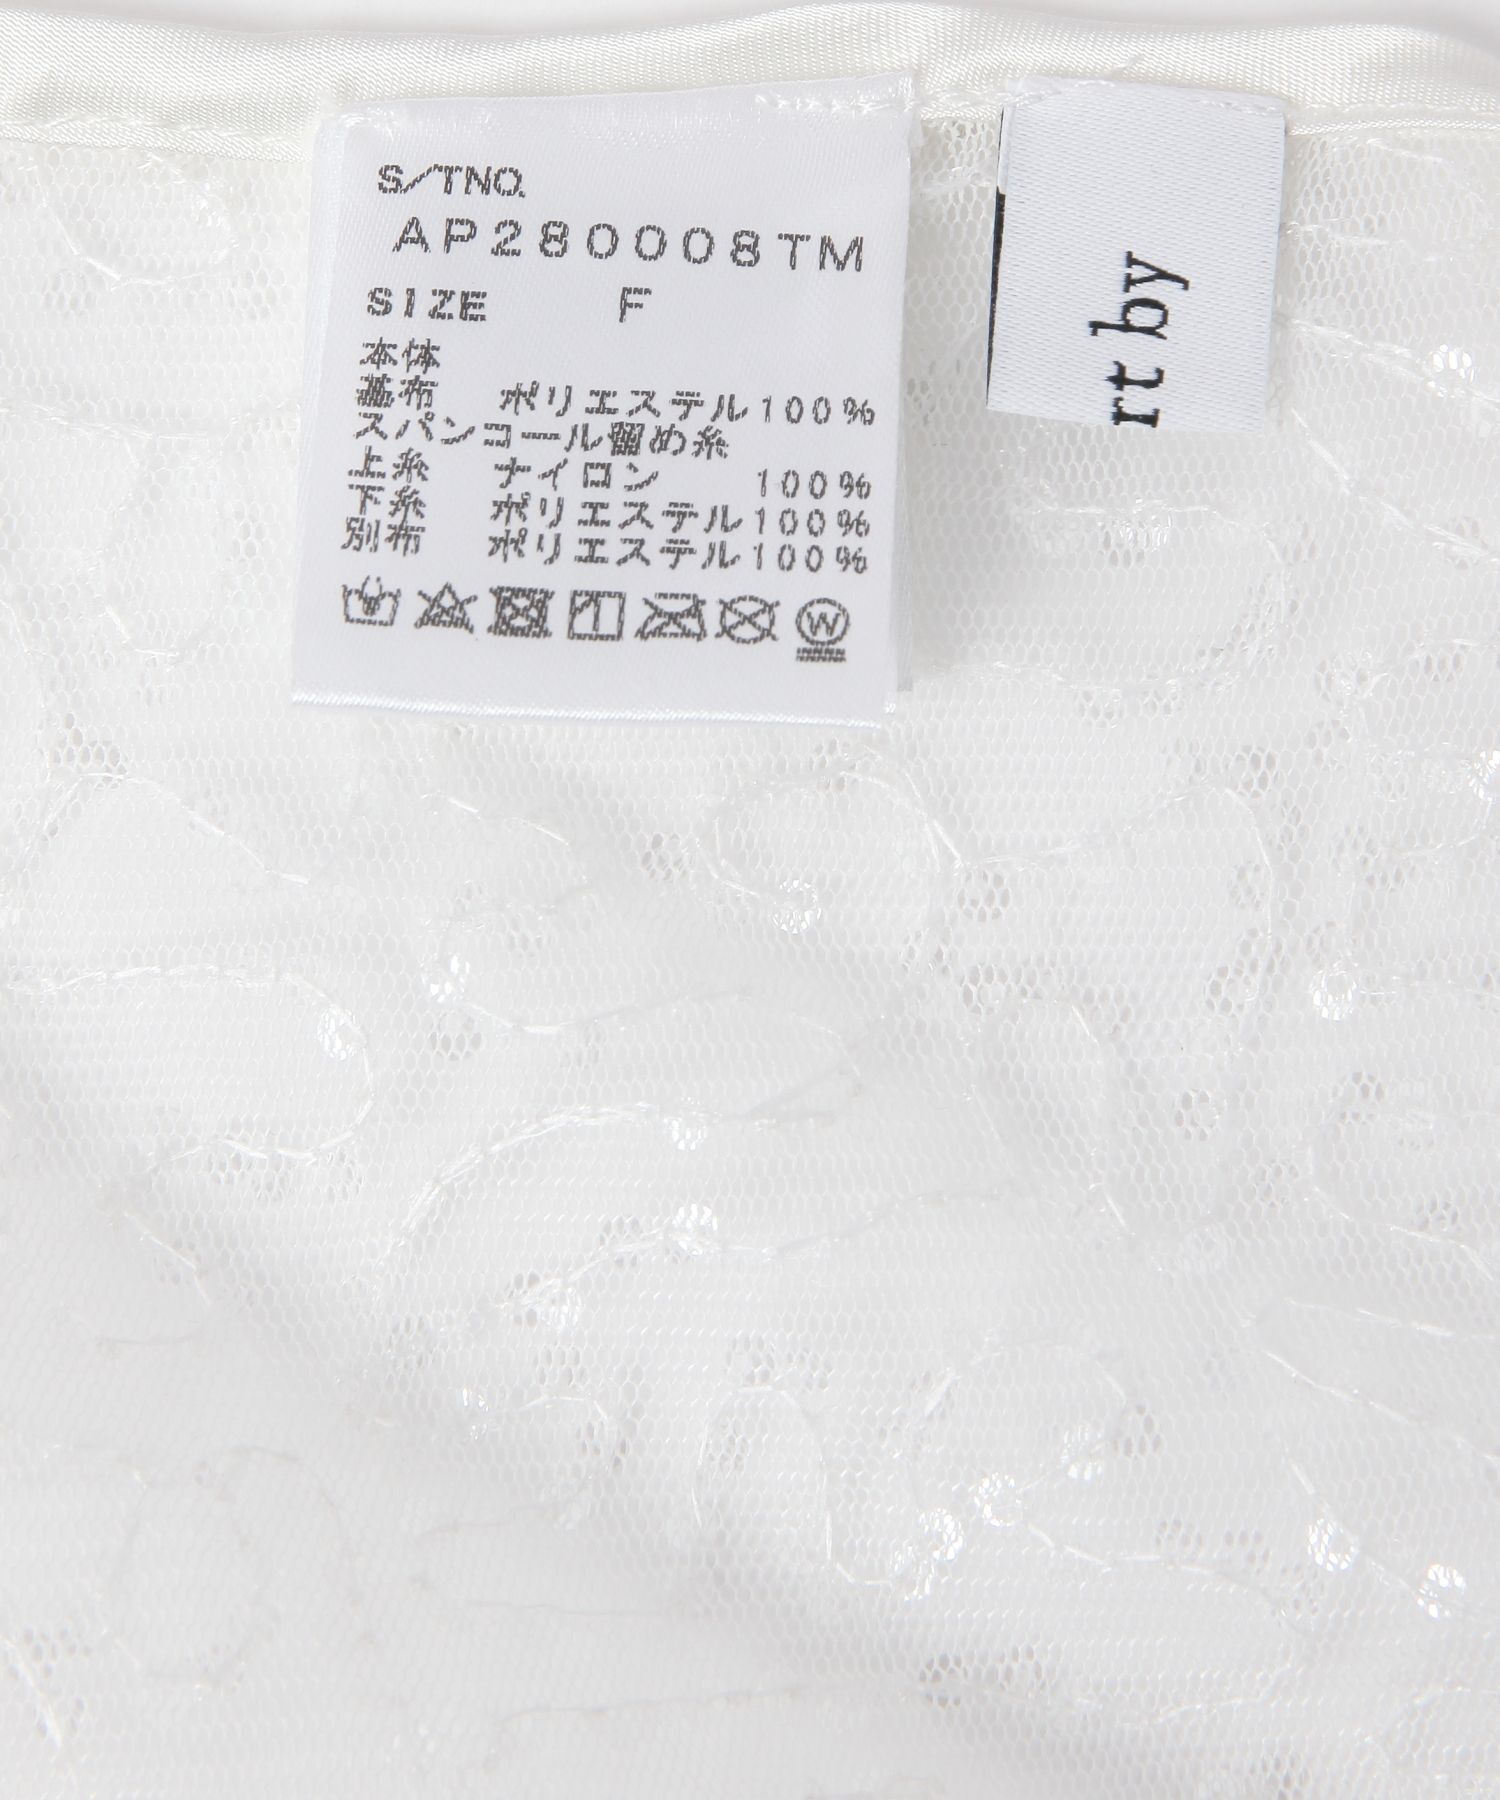 S/TNO.
AP280008TM
SIZE F
本体
基布 ポリエステル100%
スパンコール留め糸
上糸 ナイロン 100%
下糸 ポリエステル100%
別布 ポリエステル100%
W
rt by